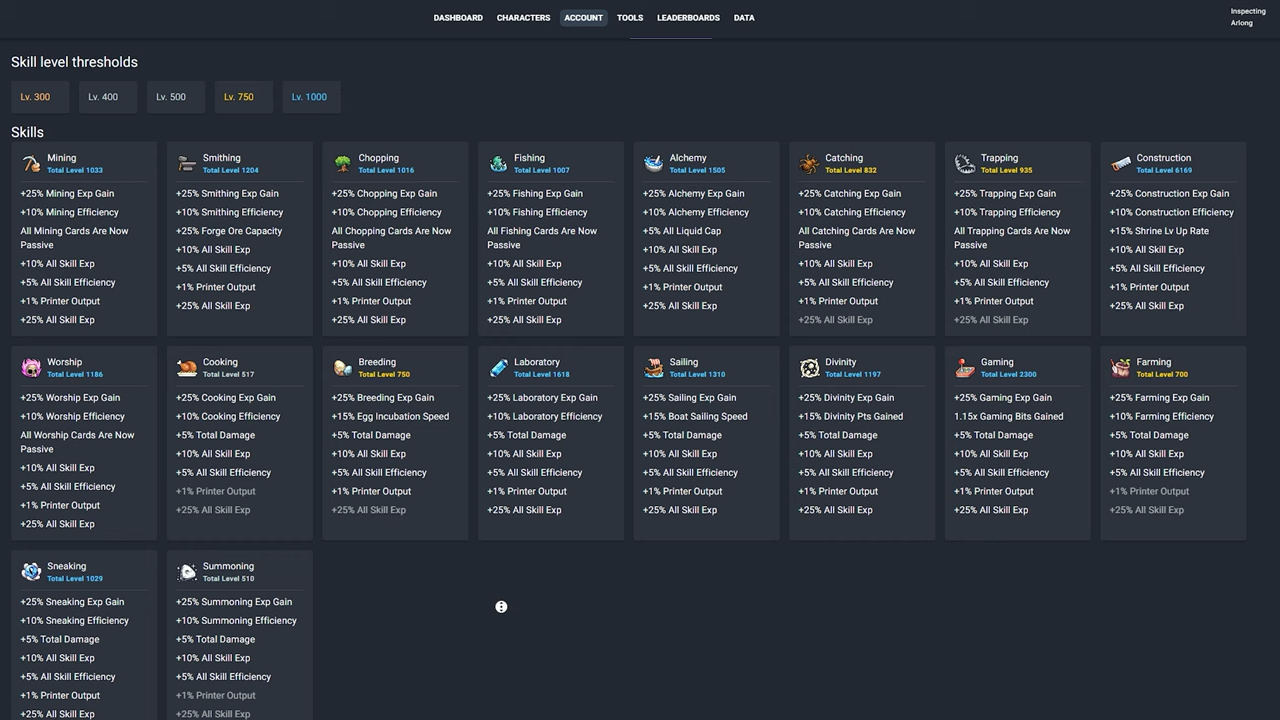 DASHBOARD CHARACTERS ACCOUNT TOOLS LEADERBOARDS DATA
Inspecting
Arlong
Skill level thresholds
Lv. 300 Lv. 400 Lv. 500 Lv. 750 Lv. 1000
Skills
Mining
Total Level 1033
+25% Mining Exp Gain
+10% Mining Efficiency
All Mining Cards Are Now
Passive
+10% All Skill Exp
+5% All Skill Efficiency
+1% Printer Output
+25% All Skill Exp
Smithing
Total Level 1204
+25% Smithing Exp Gain
+10% Smithing Efficiency
+25% Forge Ore Capacity
+10% All Skill Exp
+5% All Skill Efficiency
+1% Printer Output
+25% All Skill Exp
Chopping
Total Level 1016
+25% Chopping Exp Gain
+10% Chopping Efficiency
All Chopping Cards Are Now
Passive
+10% All Skill Exp
+5% All Skill Efficiency
+1% Printer Output
+25% All Skill Exp
Fishing
Total Level 1007
+25% Fishing Exp Gain
+10% Fishing Efficiency
All Fishing Cards Are Now
Passive
+10% All Skill Exp
+5% All Skill Efficiency
+1% Printer Output
+25% All Skill Exp
Alchemy
Total Level 1505
+25% Alchemy Exp Gain
+10% Alchemy Efficiency
+5% All Liquid Cap
+10% All Skill Exp
+5% All Skill Efficiency
+1% Printer Output
+25% All Skill Exp
Catching
Total Level 832
+25% Catching Exp Gain
+10% Catching Efficiency
All Catching Cards Are Now
Passive
+10% All Skill Exp
+5% All Skill Efficiency
+1% Printer Output
+25% All Skill Exp
Trapping
Total Level 935
+25% Trapping Exp Gain
+10% Trapping Efficiency
All Trapping Cards Are Now
Passive
+10% All Skill Exp
+5% All Skill Efficiency
+1% Printer Output
+25% All Skill Exp
Construction
Total Level 6169
+25% Construction Exp Gain
+10% Construction Efficiency
+15% Shrine Lv Up Rate
+10% All Skill Exp
+5% All Skill Efficiency
+1% Printer Output
+25% All Skill Exp
Worship
Total Level 1186
+25% Worship Exp Gain
+10% Worship Efficiency
All Worship Cards Are Now
Passive
+10% All Skill Exp
+5% All Skill Efficiency
+1% Printer Output
+25% All Skill Exp
Cooking
Total Level 517
+25% Cooking Exp Gain
+10% Cooking Efficiency
+5% Total Damage
+10% All Skill Exp
+5% All Skill Efficiency
+1% Printer Output
+25% All Skill Exp
Breeding
Total Level 750
+25% Breeding Exp Gain
+15% Egg Incubation Speed
+5% Total Damage
+10% All Skill Exp
+5% All Skill Efficiency
+1% Printer Output
+25% All Skill Exp
Laboratory
Total Level 1618
+25% Laboratory Exp Gain
+10% Laboratory Efficiency
+5% Total Damage
+10% All Skill Exp
+5% All Skill Efficiency
+1% Printer Output
+25% All Skill Exp
Sailing
Total Level 1310
+25% Sailing Exp Gain
+15% Boat Sailing Speed
+5% Total Damage
+10% All Skill Exp
+5% All Skill Efficiency
+1% Printer Output
+25% All Skill Exp
Divinity
Total Level 1197
+25% Divinity Exp Gain
+15% Divinity Pts Gained
+5% Total Damage
+10% All Skill Exp
+5% All Skill Efficiency
+1% Printer Output
+25% All Skill Exp
Gaming
Total Level 2300
+25% Gaming Exp Gain
1.15x Gaming Bits Gained
+5% Total Damage
+10% All Skill Exp
+5% All Skill Efficiency
+1% Printer Output
+25% All Skill Exp
Farming
Total Level 700
+25% Farming Exp Gain
+10% Farming Efficiency
+5% Total Damage
+10% All Skill Exp
+5% All Skill Efficiency
+1% Printer Output
+25% All Skill Exp
Sneaking
Total Level 1029
+25% Sneaking Exp Gain
+10% Sneaking Efficiency
+5% Total Damage
+10% All Skill Exp
+5% All Skill Efficiency
+1% Printer Output
+25% All Skill Exp
Summoning
Total Level 510
+25% Summoning Exp Gain
+10% Summoning Efficiency
+5% Total Damage
+10% All Skill Exp
+5% All Skill Efficiency
+1% Printer Output
+25% All Skill Exp